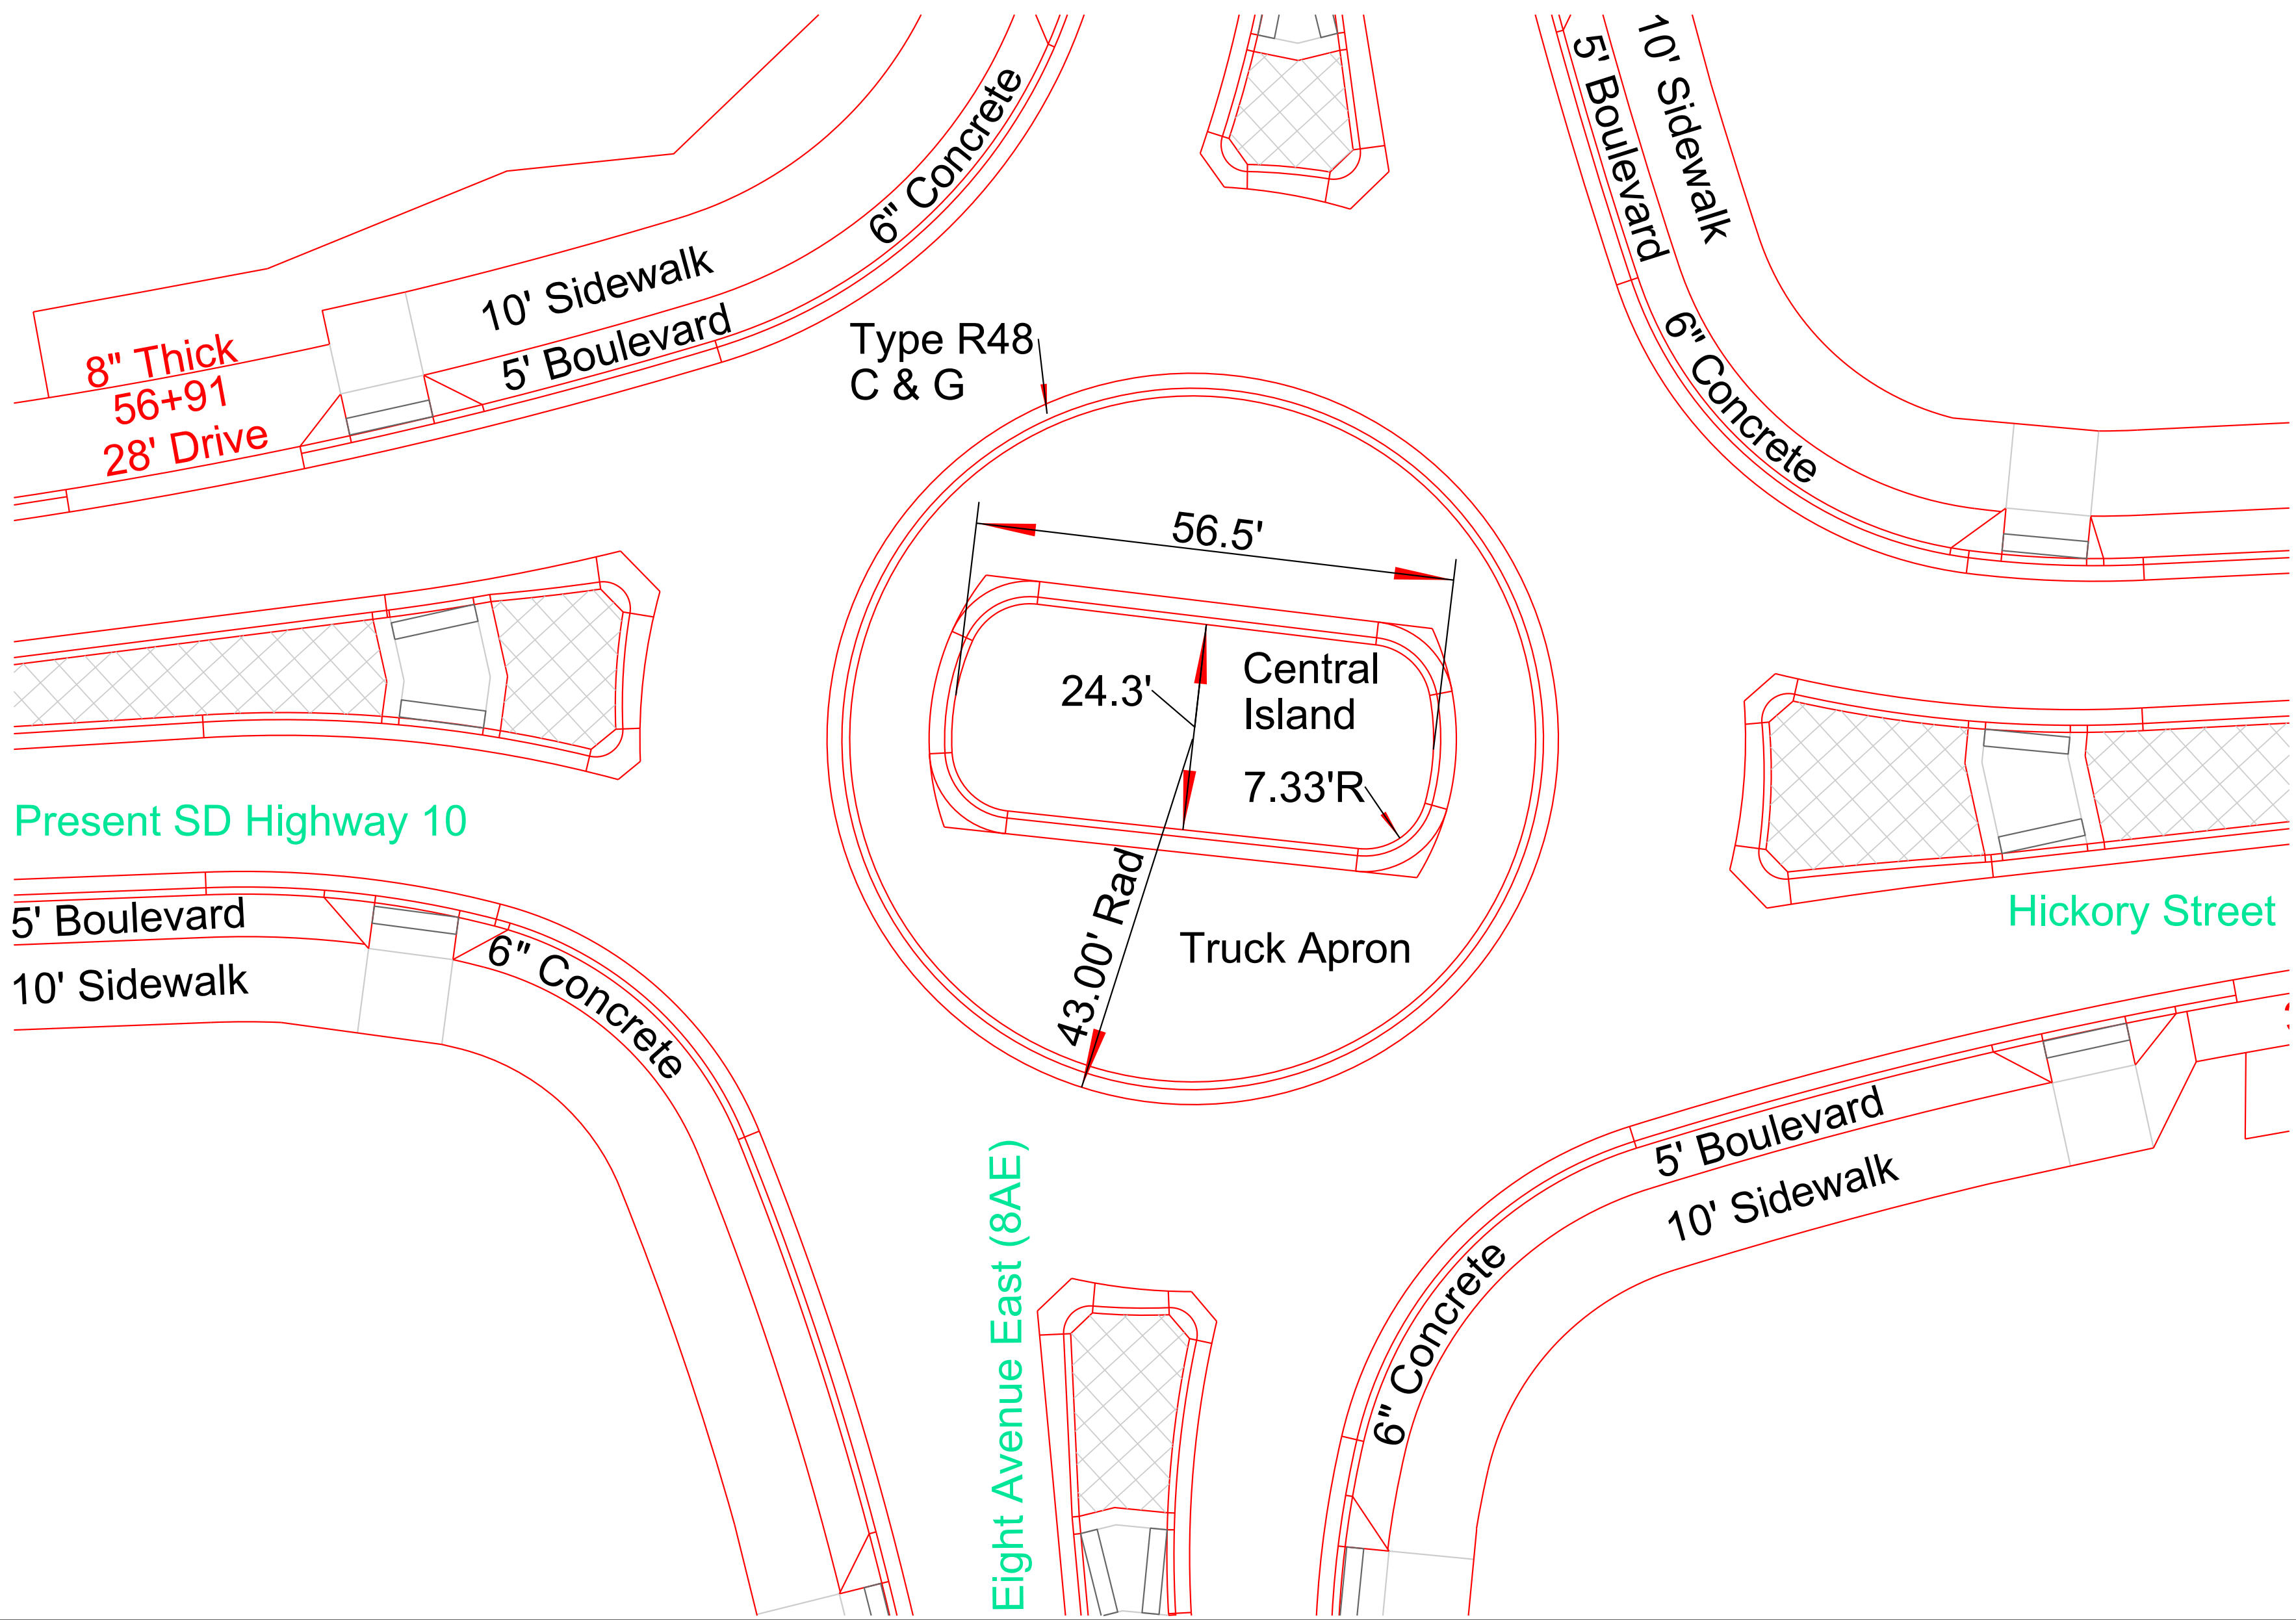 10' Sidewalk
5' Boulevard
6" Concrete
10' Sidewalk
5' Boulevard
6" Concrete
8" Thick
56+91
28' Drive
Type R48
C & G
56.5'
24.3'
Central
Island
7.33'R
43.00' Rad
Truck Apron
Present SD Highway 10
Hickory Street
5' Boulevard
10' Sidewalk
6" Concrete
Eight Avenue East (8AE)
5' Boulevard
10' Sidewalk
6" Concrete